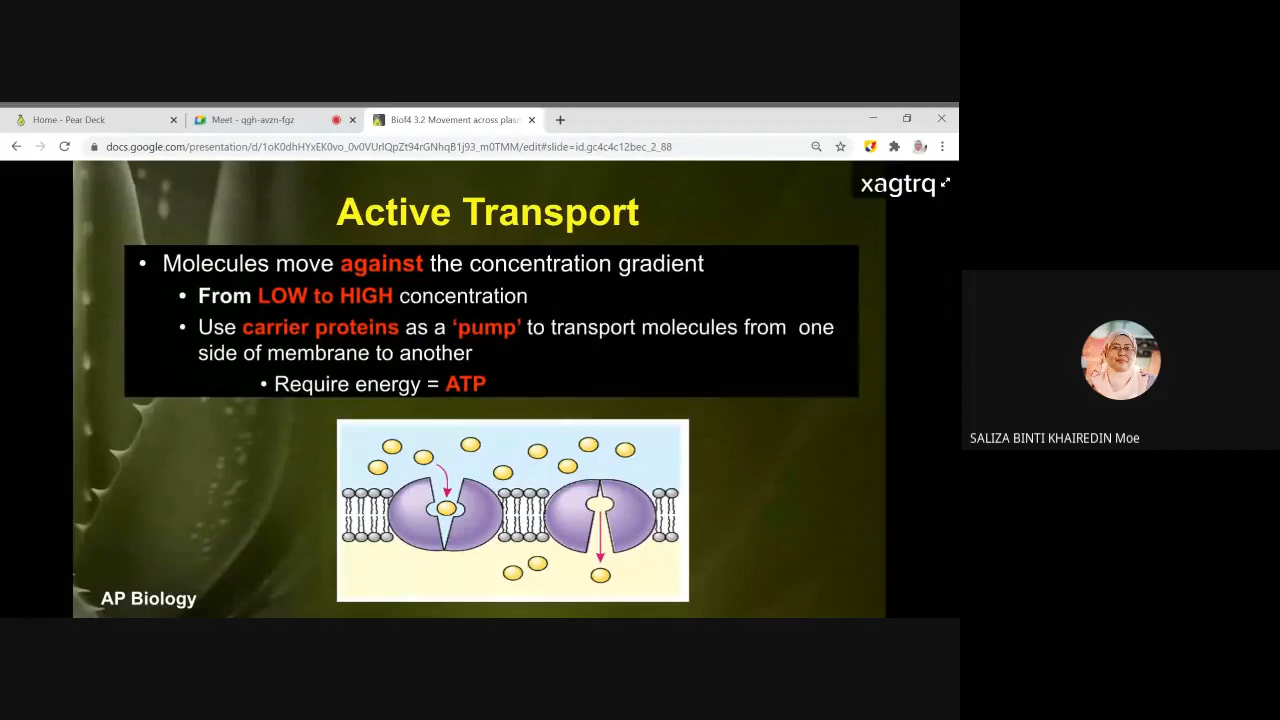 Home - Pear Deck
Meet - qgh-avzn-fgz
Biof4 3.2 Movement across plasm
docs.google.com/presentation/d/1oK0dhHYxEK0vo_0v0VUrlQpZt94rGNhqB1j93_m0TMM/edit#slide=id.gc4c4c12bec_2_88
xagtrq
Active Transport
• Molecules move against the concentration gradient
• From LOW to HIGH concentration
• Use carrier proteins as a ‘pump’ to transport molecules from one
side of membrane to another
• Require energy = ATP
AP Biology
SALIZA BINTI KHAIREDIN Moe